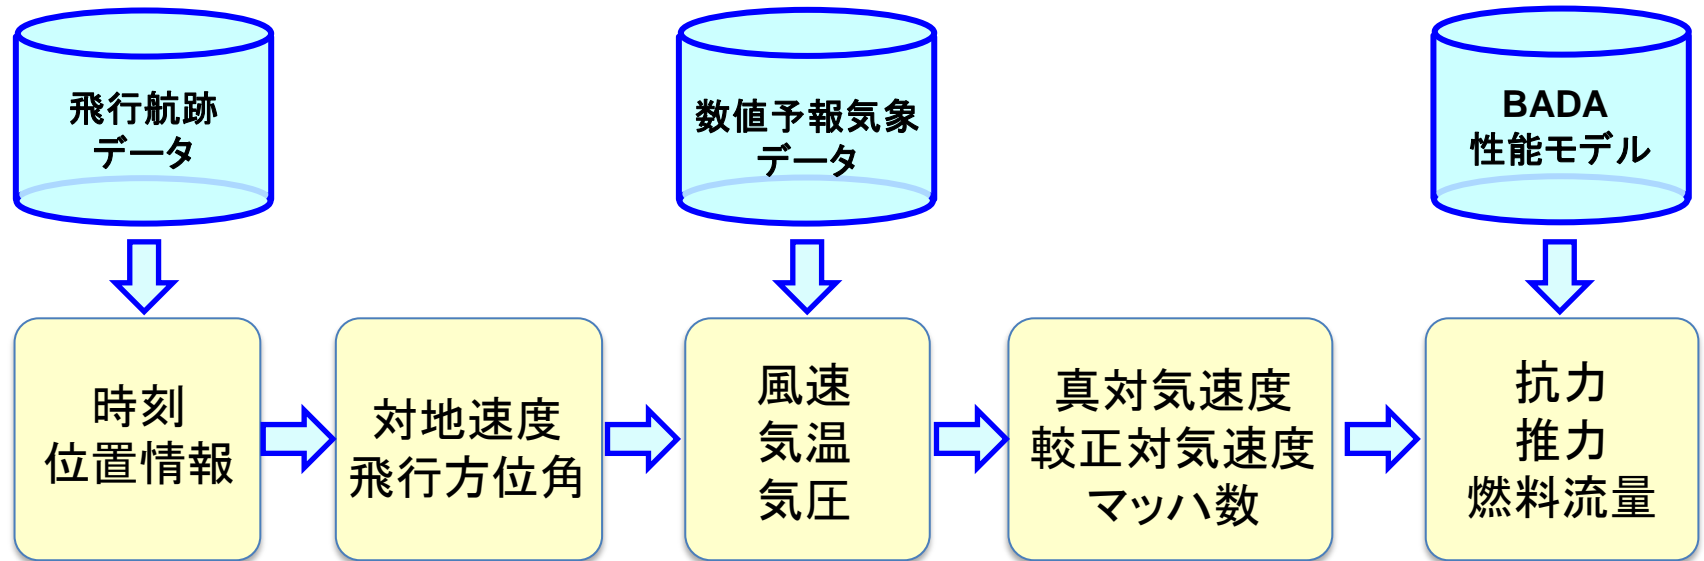 飛行航跡
データ
数値予報気象
データ
BADA
性能モデル
時刻
位置情報
対地速度
飛行方位角
風速
気温
気圧
真対気速度
較正対気速度
マッハ数
抗力
推力
燃料流量